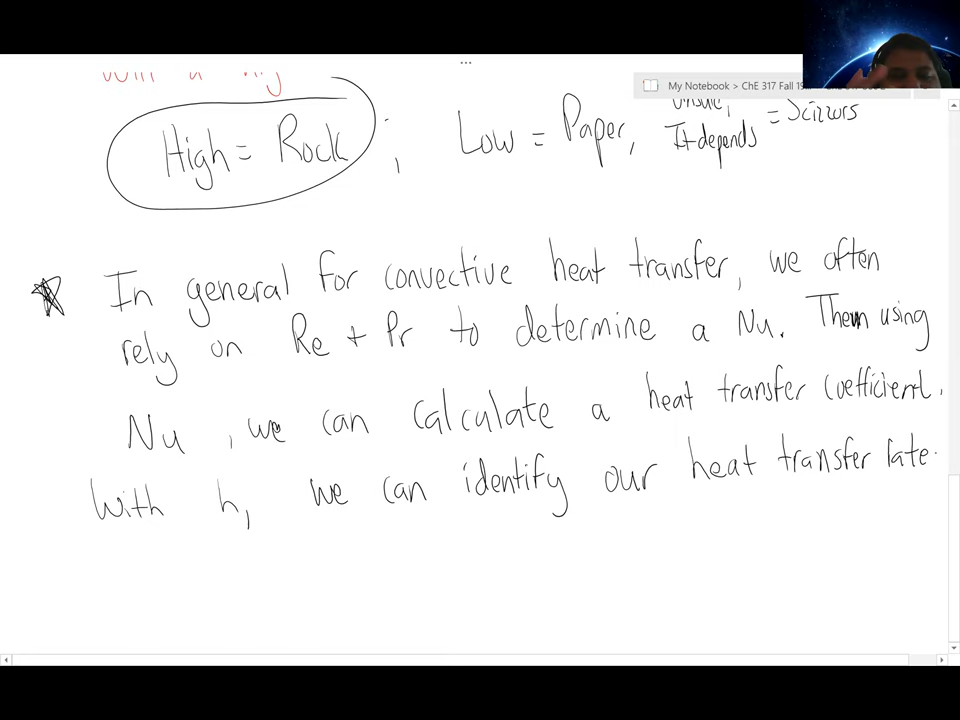 with a
My Notebook > ChE 317 Fall 19
High = Rock ; Low = Paper, It depends = Scizzors
In general for convective heat transfer, we often
rely on Re + Pr to determine a Nu. Then using
Nu, we can calculate a heat transfer coefficient.
With h, we can identify our heat transfer rate.